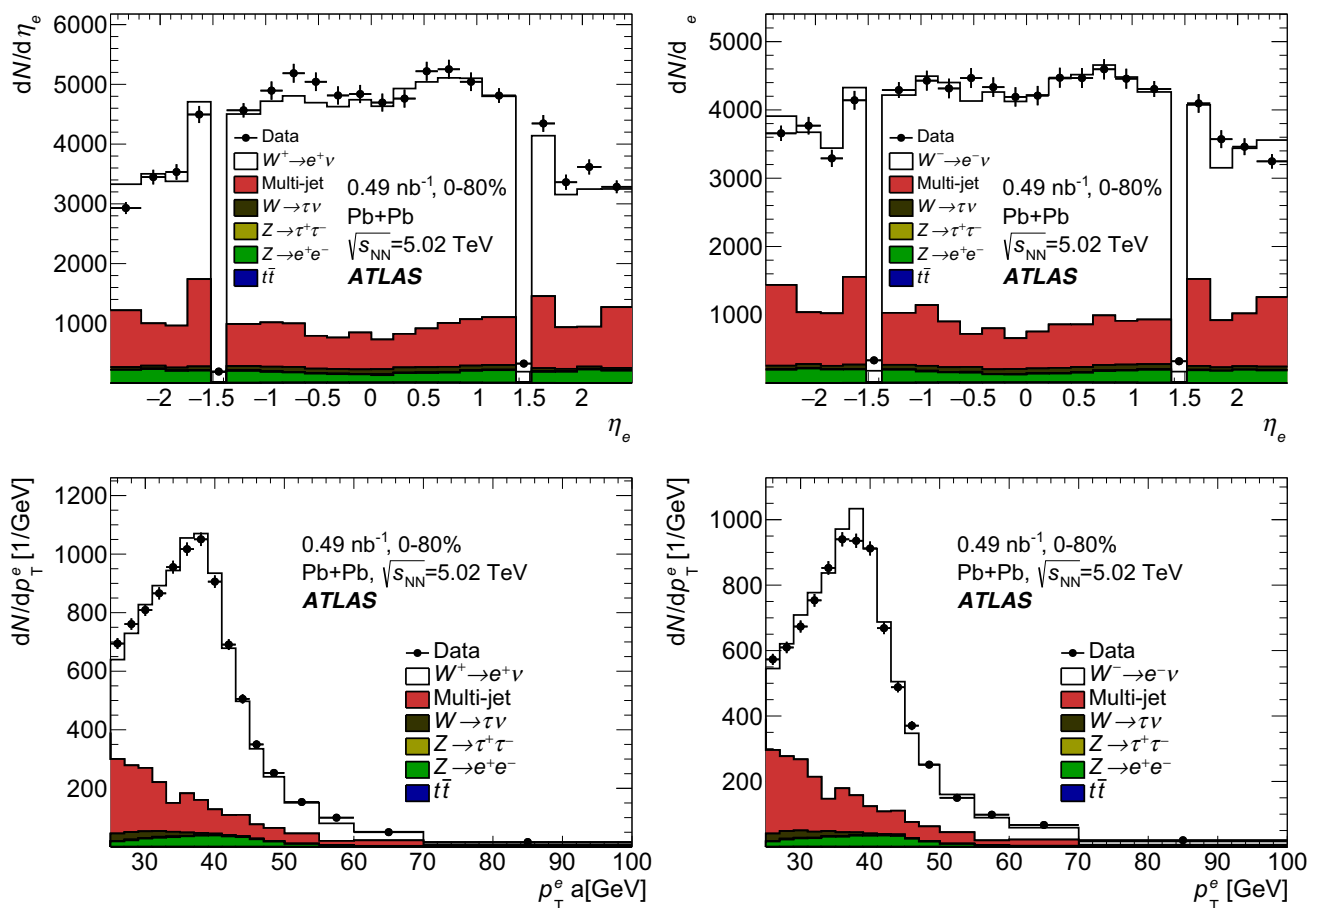 dN/dη_e
6000
5000
4000
3000
2000
1000
Data
W⁺→e⁺ν
Multi-jet
W→τν
Z→τ⁺τ⁻
Z→e⁺e⁻
tt̄
0.49 nb⁻¹, 0-80%
Pb+Pb
√s_NN=5.02 TeV
ATLAS
−2 −1.5 −1 −0.5 0 0.5 1 1.5 2
η_e
dN/d e
5000
4000
3000
2000
1000
Data
W⁻→e⁻ν
Multi-jet
W→τν
Z→τ⁺τ⁻
Z→e⁺e⁻
tt̄
0.49 nb⁻¹, 0-80%
Pb+Pb
√s_NN=5.02 TeV
ATLAS
−2 −1.5 −1 −0.5 0 0.5 1 1.5 2
η_e
dN/dp_T^e [1/GeV]
1200
1000
800
600
400
200
0.49 nb⁻¹, 0-80%
Pb+Pb, √s_NN=5.02 TeV
ATLAS
Data
W⁺→e⁺ν
Multi-jet
W→τν
Z→τ⁺τ⁻
Z→e⁺e⁻
tt̄
30 40 50 60 70 80 90 100
p_T^e a[GeV]
dN/dp_T^e [1/GeV]
1000
800
600
400
200
0.49 nb⁻¹, 0-80%
Pb+Pb, √s_NN=5.02 TeV
ATLAS
Data
W⁻→e⁻ν
Multi-jet
W→τν
Z→τ⁺τ⁻
Z→e⁺e⁻
tt̄
30 40 50 60 70 80 90 100
p_T^e [GeV]